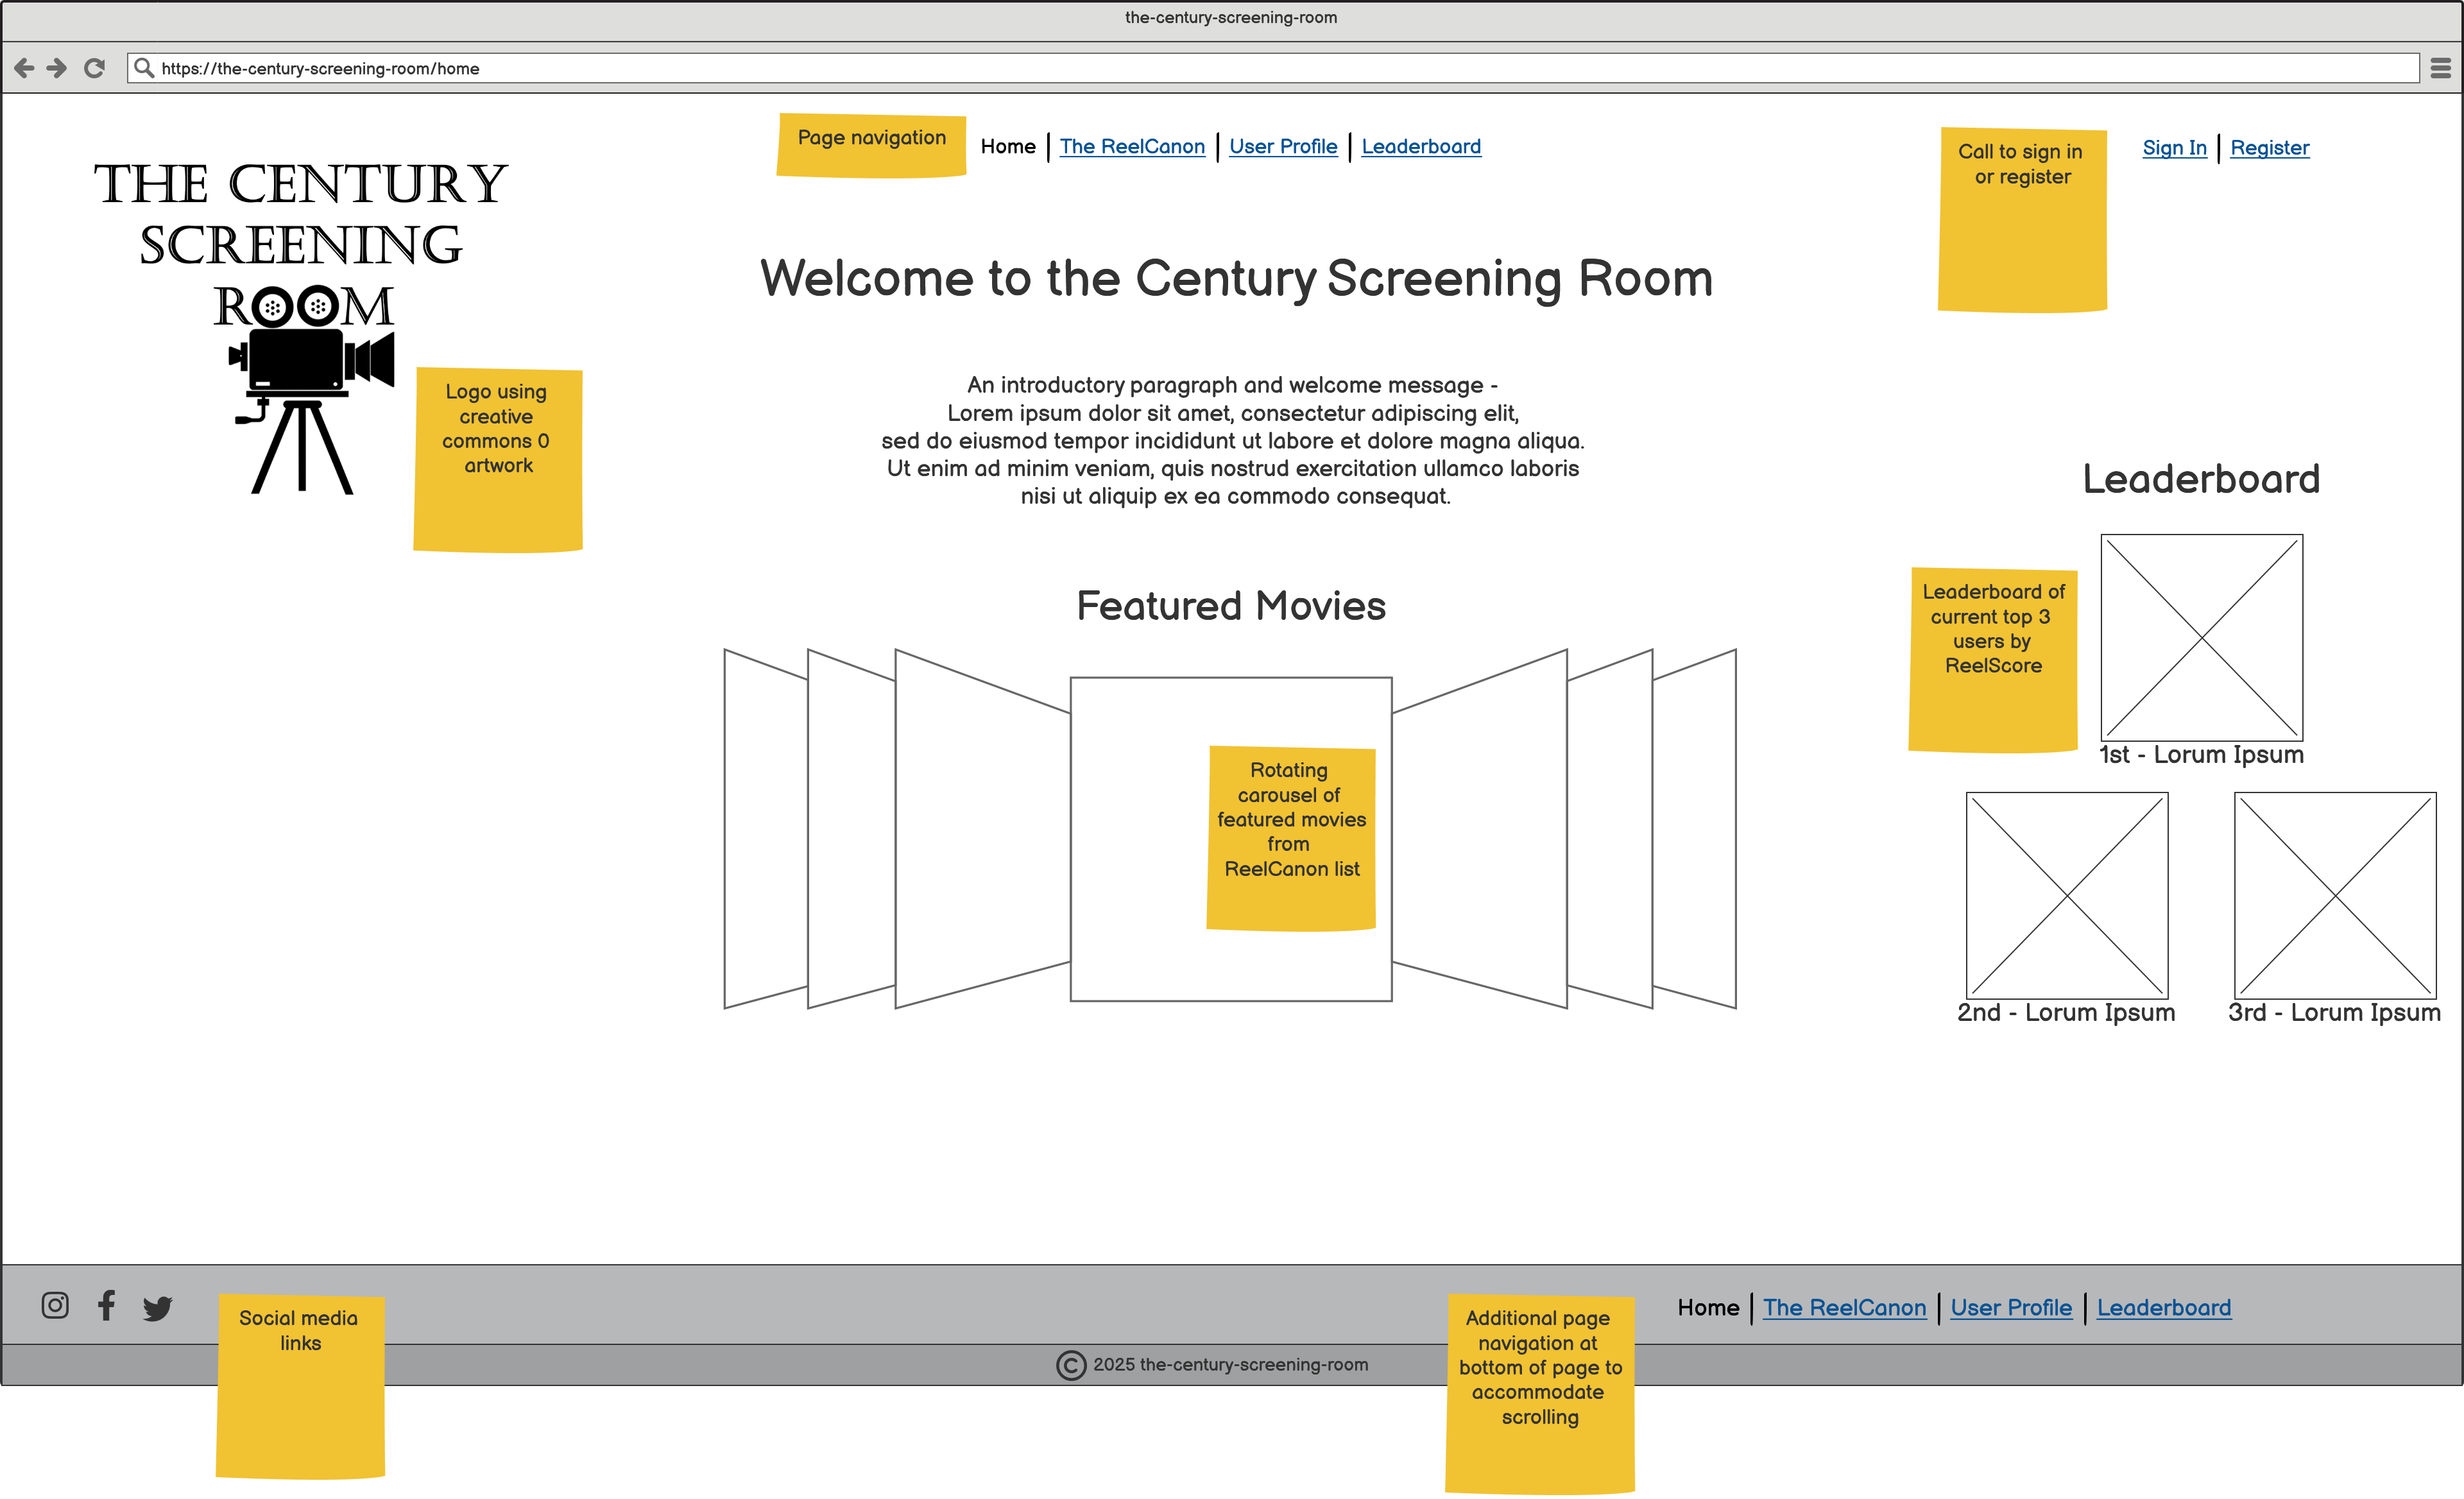 the-century-screening-room
https://the-century-screening-room/home
Page navigation
Home | The ReelCanon | User Profile | Leaderboard
Call to sign in
or register
Sign In | Register
THE CENTURY
SCREENING
ROOM
Logo using
creative
commons 0
artwork
Welcome to the Century Screening Room
An introductory paragraph and welcome message -
Lorem ipsum dolor sit amet, consectetur adipiscing elit,
sed do eiusmod tempor incididunt ut labore et dolore magna aliqua.
Ut enim ad minim veniam, quis nostrud exercitation ullamco laboris
nisi ut aliquip ex ea commodo consequat.
Featured Movies
Rotating
carousel of
featured movies
from
ReelCanon list
Leaderboard
Leaderboard of
current top 3
users by
ReelScore
1st - Lorum Ipsum
2nd - Lorum Ipsum
3rd - Lorum Ipsum
Social media
links
Additional page
navigation at
bottom of page to
accommodate
scrolling
Home | The ReelCanon | User Profile | Leaderboard
© 2025 the-century-screening-room